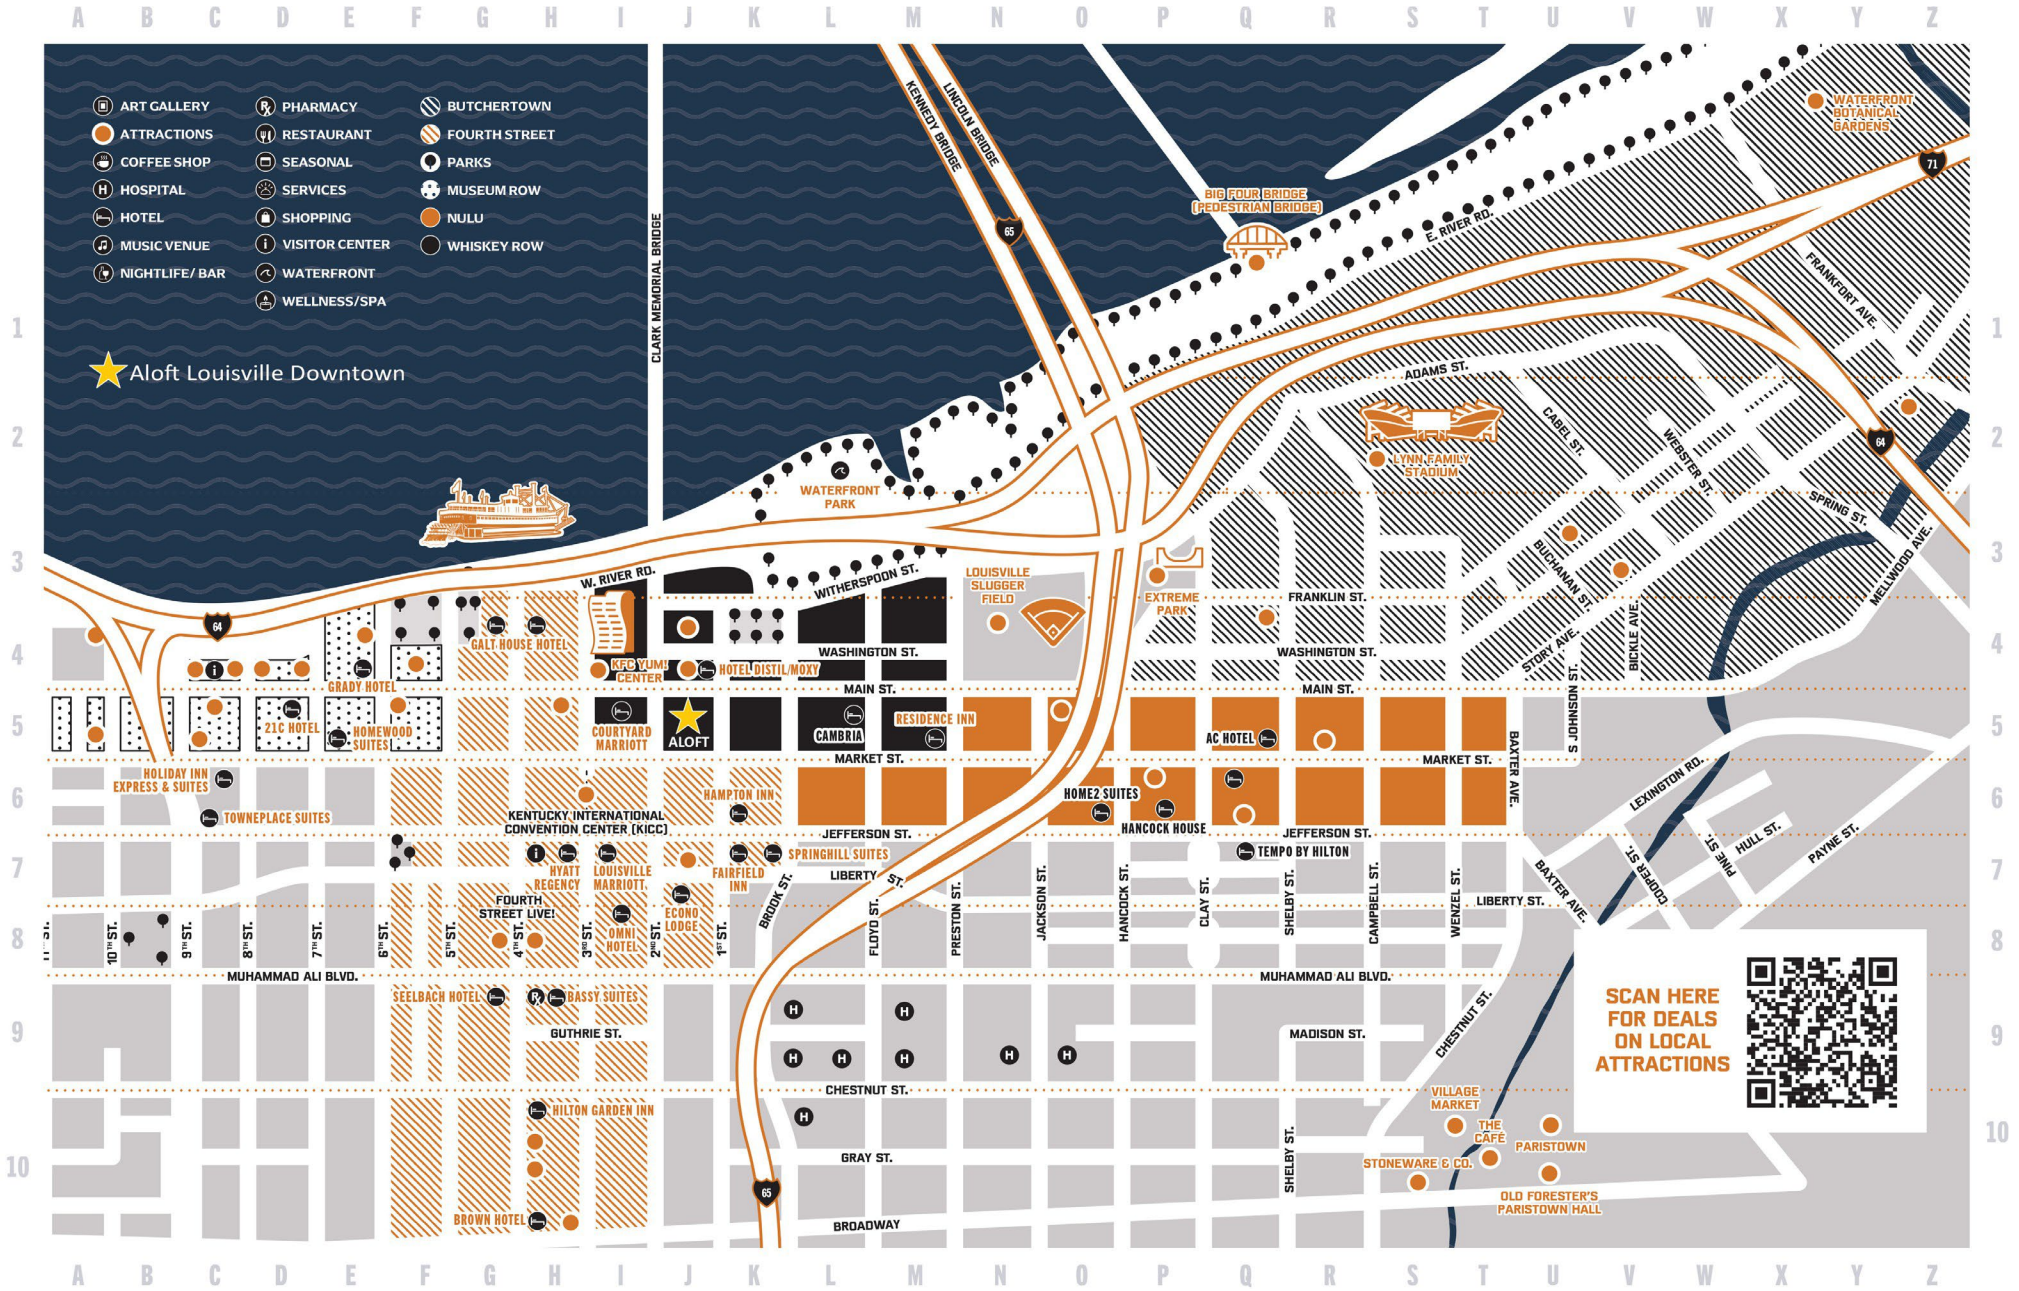 A B C D E F G H I J K L M N O P Q R S T U V W X Y Z
ART GALLERY
ATTRACTIONS
COFFEE SHOP
H HOSPITAL
HOTEL
MUSIC VENUE
NIGHTLIFE/ BAR
PHARMACY
RESTAURANT
SEASONAL
SERVICES
SHOPPING
i VISITOR CENTER
WATERFRONT
WELLNESS/SPA
BUTCHERTOWN
FOURTH STREET
PARKS
MUSEUM ROW
NULU
WHISKEY ROW
Aloft Louisville Downtown
CLARK MEMORIAL BRIDGE
KENNEDY BRIDGE
LINCOLN BRIDGE
65
BIG FOUR BRIDGE
(PEDESTRIAN BRIDGE)
E. RIVER RD.
WATERFRONT
BOTANICAL
GARDENS
71
FRANKFORT AVE.
1
1
ADAMS ST.
2
2
LYNN FAMILY
STADIUM
CABEL ST.
WEBSTER ST.
64
WATERFRONT
PARK
SPRING ST.
MELLWOOD AVE.
3
3
W. RIVER RD.
WITHERSPOON ST.
LOUISVILLE
SLUGGER
FIELD
EXTREME
PARK
FRANKLIN ST.
BUCHANAN ST.
BICKLE AVE.
STORY AVE.
S JOHNSON ST.
64
4
4
GALT HOUSE HOTEL
KFC YUM!
CENTER
HOTEL DISTIL/MOXY
WASHINGTON ST.
WASHINGTON ST.
i
GRADY HOTEL
MAIN ST.
MAIN ST.
5
5
21C HOTEL
HOMEWOOD
SUITES
COURTYARD
MARRIOTT
ALOFT
CAMBRIA
RESIDENCE INN
AC HOTEL
MARKET ST.
MARKET ST.
BAXTER AVE.
LEXINGTON RD.
6
6
HOLIDAY INN
EXPRESS & SUITES
TOWNEPLACE SUITES
HAMPTON INN
KENTUCKY INTERNATIONAL
CONVENTION CENTER (KICC)
HOME2 SUITES
HANCOCK HOUSE
JEFFERSON ST.
JEFFERSON ST.
7
7
i
HYATT
REGENCY
LOUISVILLE
MARRIOTT
FAIRFIELD
INN
SPRINGHILL SUITES
TEMPO BY HILTON
LIBERTY ST.
LIBERTY ST.
BAXTER AVE.
COOPER ST.
PINE ST.
HULL ST.
PAYNE ST.
8
8
10TH ST.
9TH ST.
8TH ST.
7TH ST.
6TH ST.
5TH ST.
4TH ST.
3RD ST.
2ND ST.
1ST ST.
BROOK ST.
FLOYD ST.
PRESTON ST.
JACKSON ST.
HANCOCK ST.
CLAY ST.
SHELBY ST.
CAMPBELL ST.
WENZEL ST.
FOURTH
STREET LIVE!
OMNI
HOTEL
ECONO
LODGE
MUHAMMAD ALI BLVD.
MUHAMMAD ALI BLVD.
SEELBACH HOTEL
BASSY SUITES
9
9
GUTHRIE ST.
MADISON ST.
CHESTNUT ST.
H
H
H
H
H
H
H
H
CHESTNUT ST.
SCAN HERE
FOR DEALS
ON LOCAL
ATTRACTIONS
HILTON GARDEN INN
VILLAGE
MARKET
THE
CAFÉ
PARISTOWN
STONEWARE & CO.
OLD FORESTER'S
PARISTOWN HALL
10
10
GRAY ST.
SHELBY ST.
65
BROWN HOTEL
BROADWAY
A B C D E F G H I J K L M N O P Q R S T U V W X Y Z